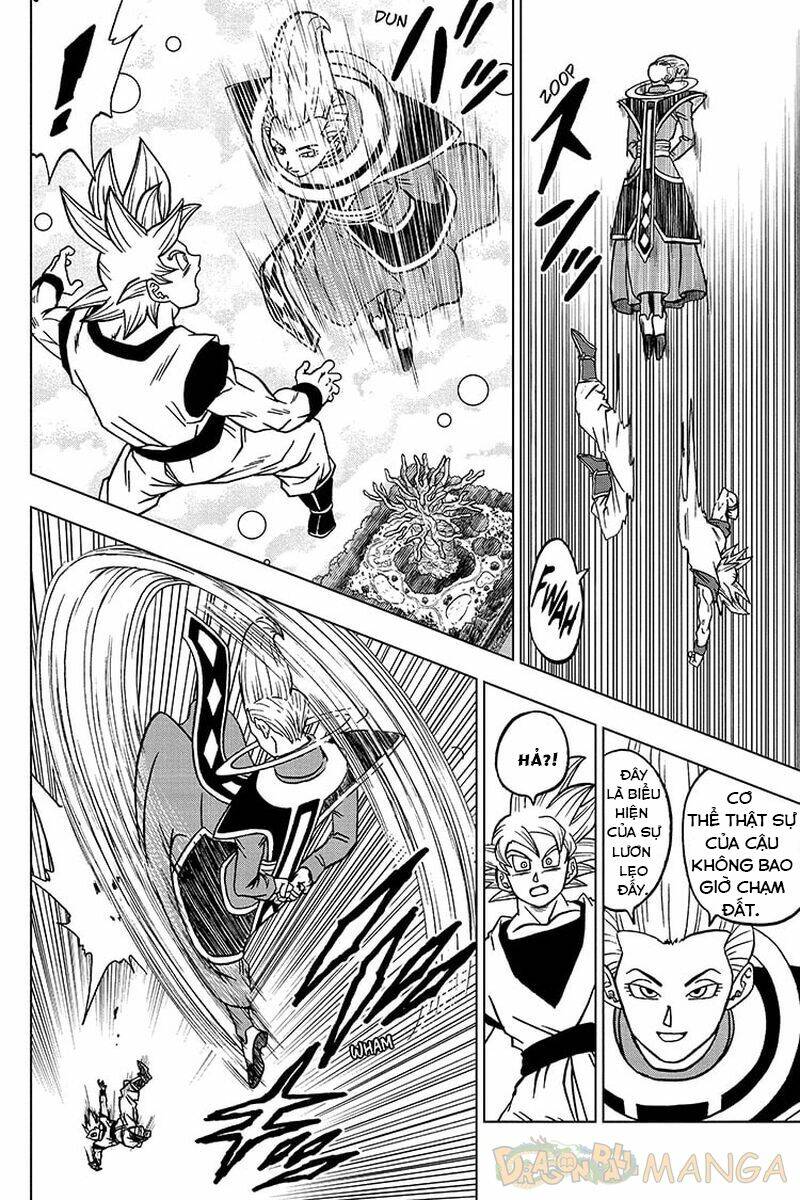 ZOOP
スッ
FWAH
DUN
ッ
!
CƠ
THỂ THẬT SỰ
CỦA CẬU
KHÔNG BAO
GIỜ CHẠM
ĐẤT.
ĐÂY
LÀ BIỂU
HIỆN
CỦA SỰ
LƯƠN
LẸO
ĐẤY.
HẢ?!
WHAM
DRAGON BALL MANGA